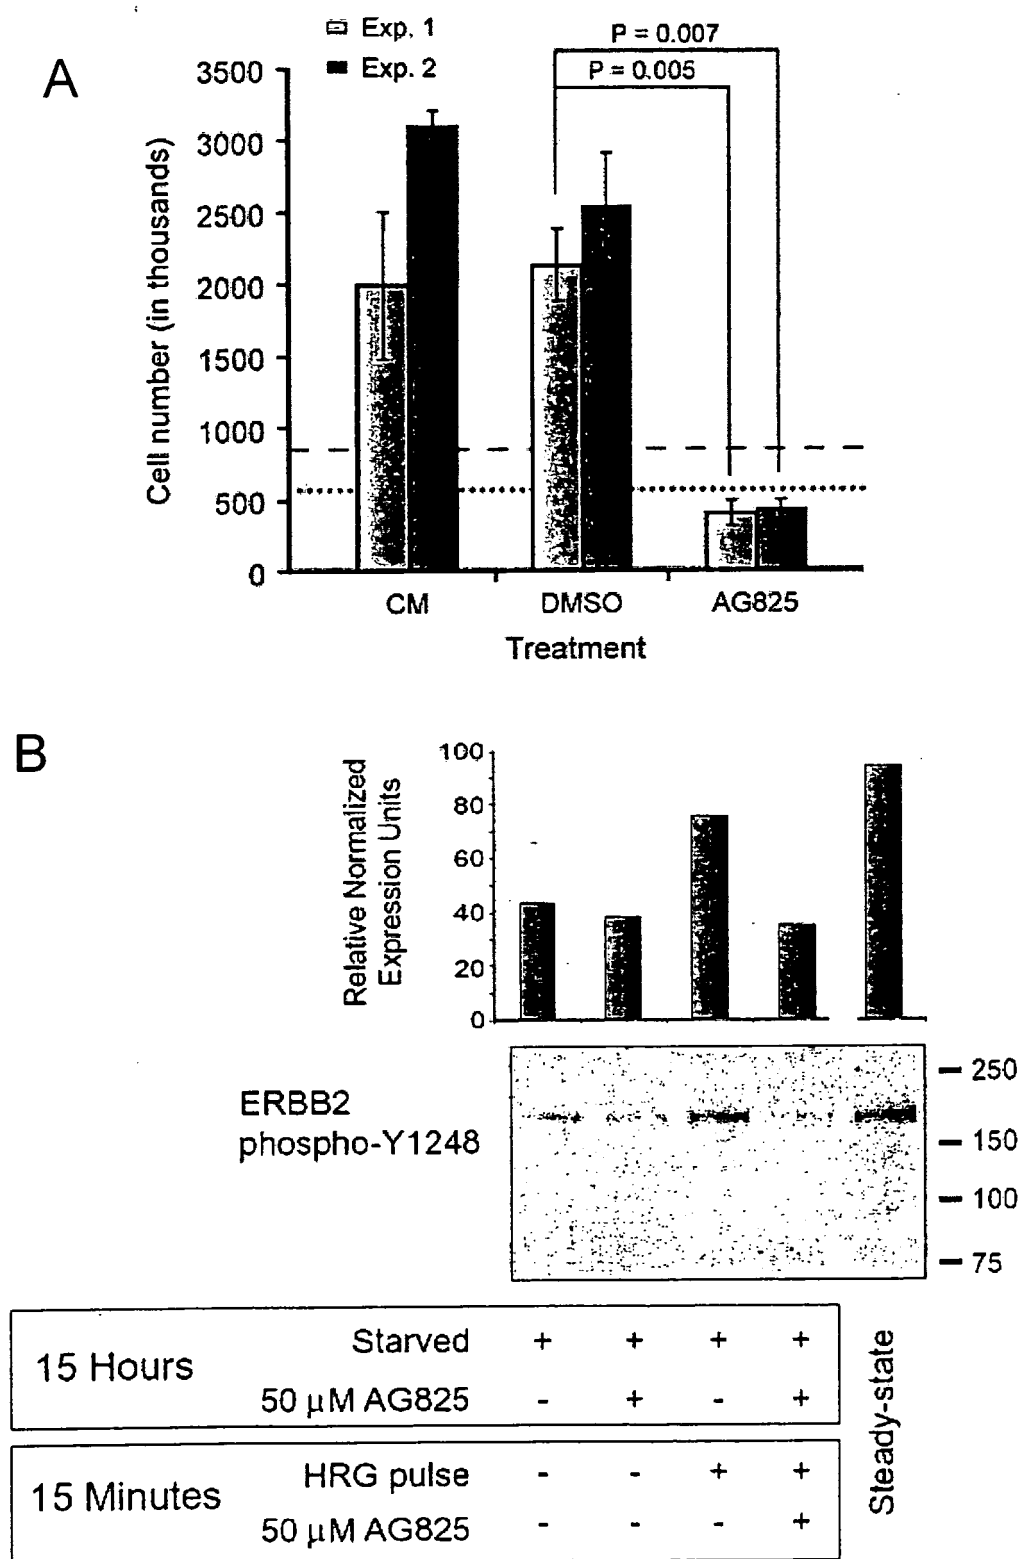 A
Exp. 1
Exp. 2
P = 0.007
P = 0.005
Cell number (in thousands)
3500
3000
2500
2000
1500
1000
500
0
CM DMSO AG825
Treatment
B
Relative Normalized
Expression Units
100
80
60
40
20
0
ERBB2
phospho-Y1248
250
150
100
75
15 Hours
Starved + + + +
50 µM AG825 - + - +
15 Minutes
HRG pulse - - + +
50 µM AG825 - - - +
Steady-state